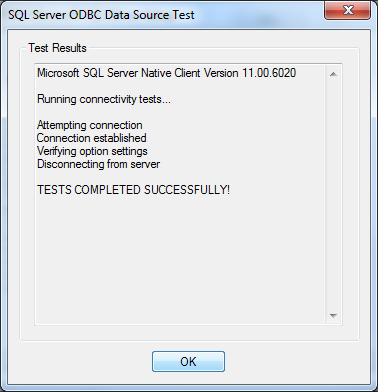 SQL Server ODBC Data Source Test
Test Results
Microsoft SQL Server Native Client Version 11.00.6020
Running connectivity tests...
Attempting connection
Connection established
Verifying option settings
Disconnecting from server
TESTS COMPLETED SUCCESSFULLY!
OK